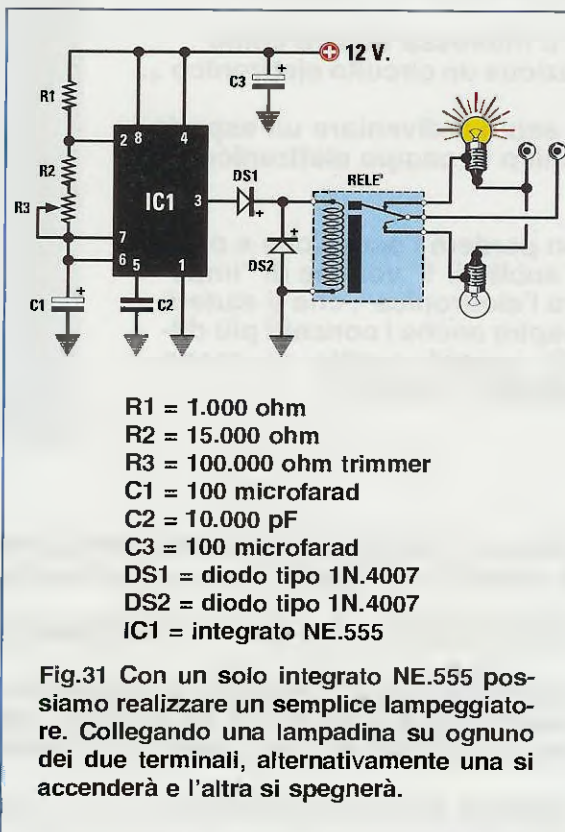 12 V.
C3
+
R1
2 8 4
R2
IC1
3
DS1
RELE'
R3
7
6
5 1
+
DS2
+
C1
+
C2
R1 = 1.000 ohm
R2 = 15.000 ohm
R3 = 100.000 ohm trimmer
C1 = 100 microfarad
C2 = 10.000 pF
C3 = 100 microfarad
DS1 = diodo tipo 1N.4007
DS2 = diodo tipo 1N.4007
IC1 = integrato NE.555
Fig.31 Con un solo integrato NE.555 pos-
siamo realizzare un semplice lampeggiato-
re. Collegando una lampadina su ognuno
dei due terminali, alternativamente una si
accenderà e l'altra si spegnerà.